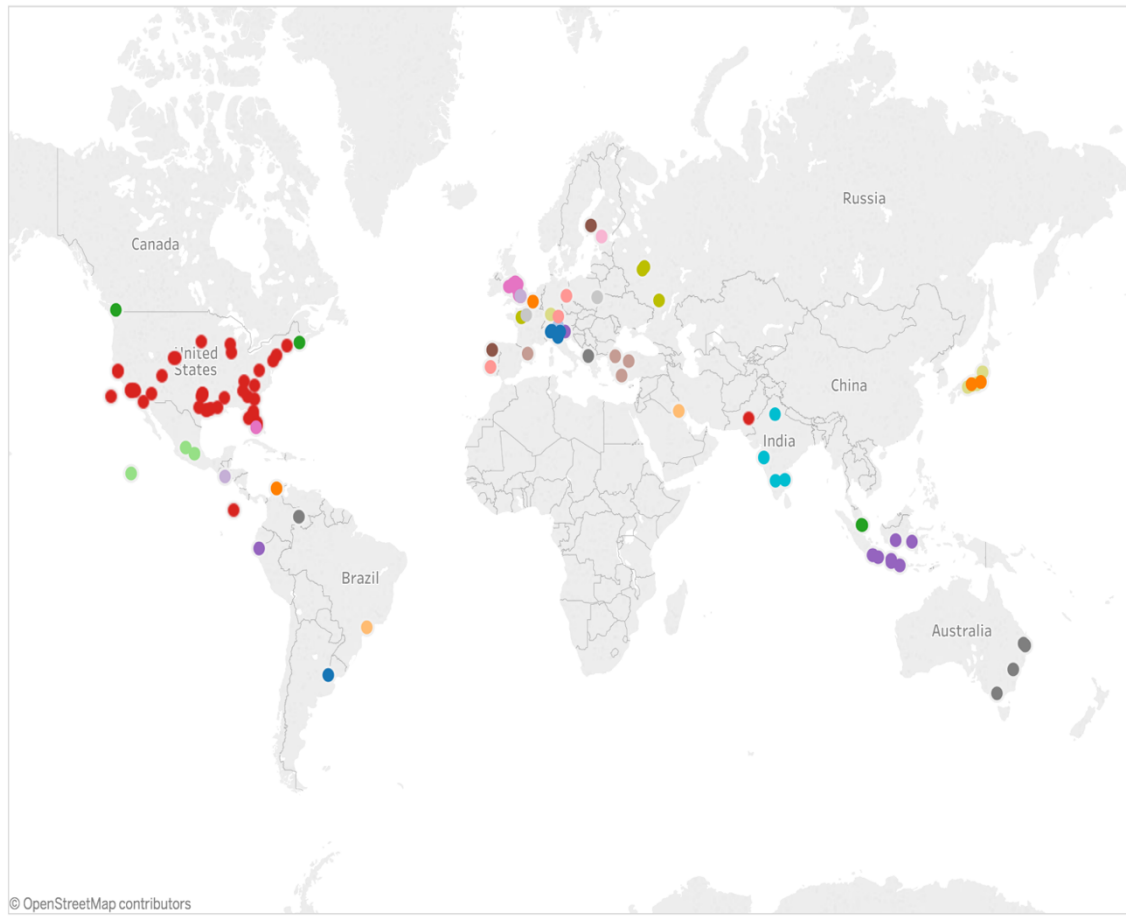 Russia
Canada
United
States
China
India
Brazil
Australia
© OpenStreetMap contributors